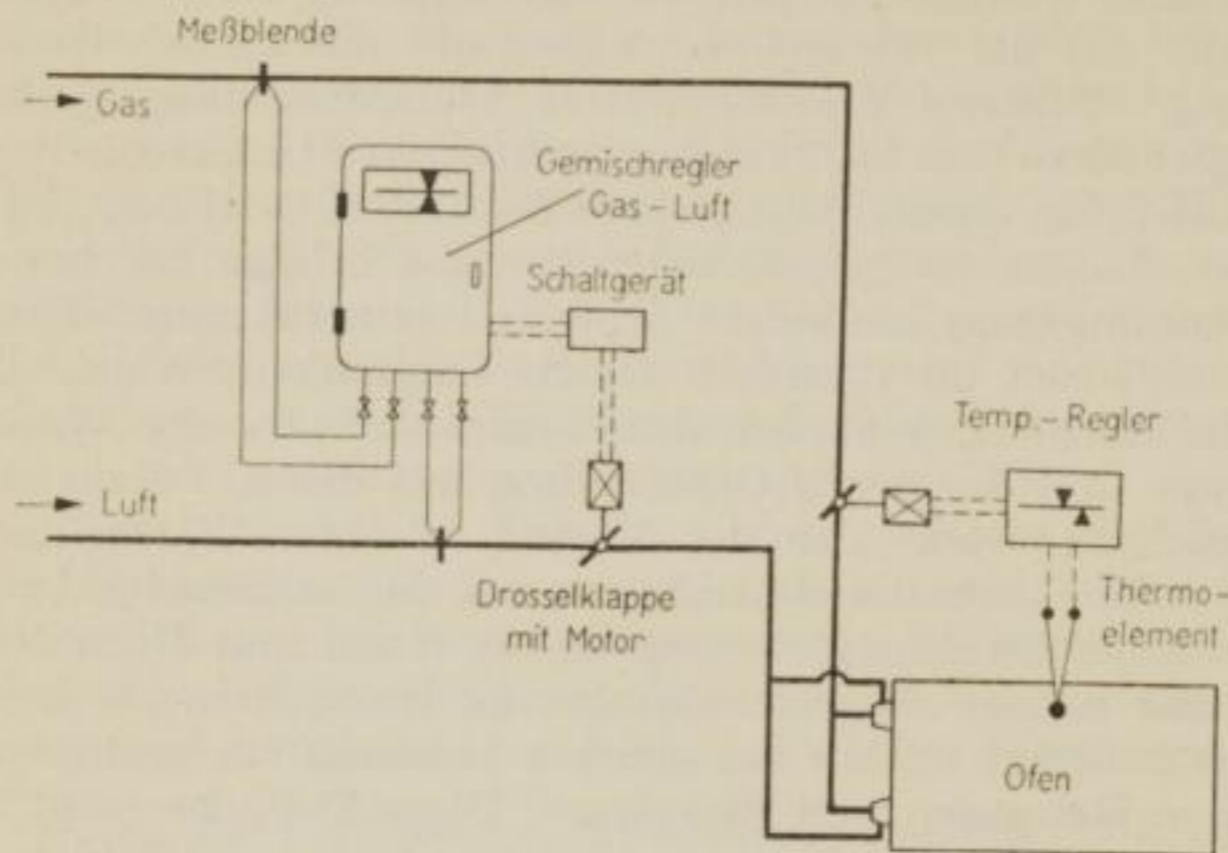 Meßblende
Gas
Gemischregler
Gas – Luft
Schaltgerät
Temp.– Regler
Luft
Drosselklappe
mit Motor
Thermo–
element
Ofen